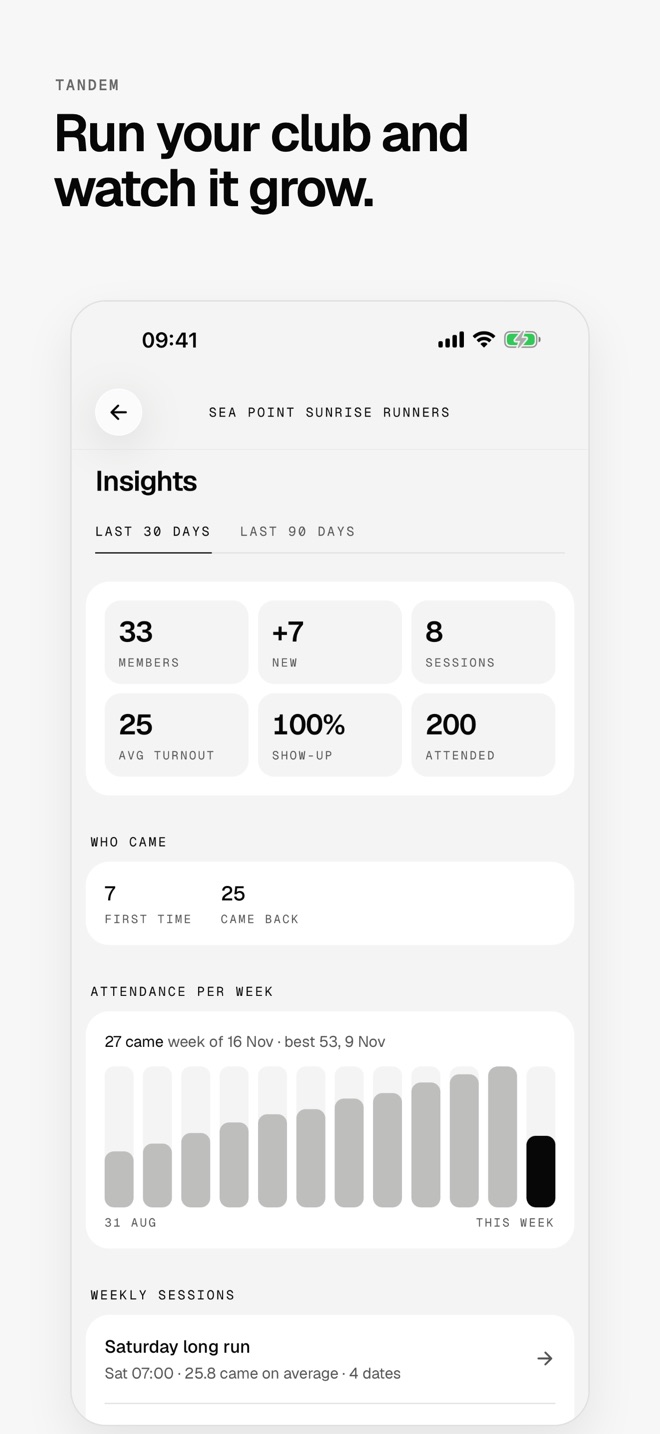 TANDEM
Run your club and
watch it grow.
09:41
SEA POINT SUNRISE RUNNERS
Insights
LAST 30 DAYS LAST 90 DAYS
33 +7 8
MEMBERS NEW SESSIONS
25 100% 200
AVG TURNOUT SHOW-UP ATTENDED
WHO CAME
7 25
FIRST TIME CAME BACK
ATTENDANCE PER WEEK
27 came week of 16 Nov · best 53, 9 Nov
31 AUG THIS WEEK
WEEKLY SESSIONS
Saturday long run
Sat 07:00 · 25.8 came on average · 4 dates